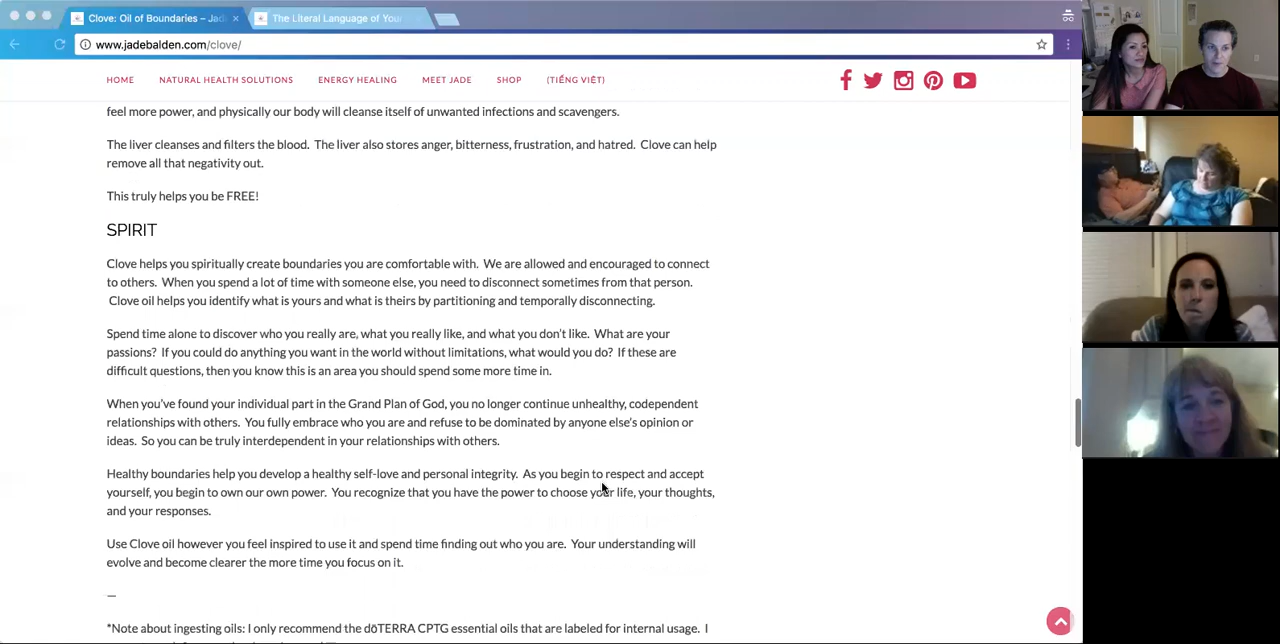 Clove: Oil of Boundaries – Jade
The Literal Language of Your
www.jadebalden.com/clove/
HOME NATURAL HEALTH SOLUTIONS ENERGY HEALING MEET JADE SHOP (TIẾNG VIỆT)
feel more power, and physically our body will cleanse itself of unwanted infections and scavengers.
The liver cleanses and filters the blood.  The liver also stores anger, bitterness, frustration, and hatred.  Clove can help
remove all that negativity out.
This truly helps you be FREE!
SPIRIT
Clove helps you spiritually create boundaries you are comfortable with.  We are allowed and encouraged to connect
to others.  When you spend a lot of time with someone else, you need to disconnect sometimes from that person.
Clove oil helps you identify what is yours and what is theirs by partitioning and temporally disconnecting.
Spend time alone to discover who you really are, what you really like, and what you don't like.  What are your
passions?  If you could do anything you want in the world without limitations, what would you do?  If these are
difficult questions, then you know this is an area you should spend some more time in.
When you've found your individual part in the Grand Plan of God, you no longer continue unhealthy, codependent
relationships with others.  You fully embrace who you are and refuse to be dominated by anyone else's opinion or
ideas.  So you can be truly interdependent in your relationships with others.
Healthy boundaries help you develop a healthy self-love and personal integrity.  As you begin to respect and accept
yourself, you begin to own our own power.  You recognize that you have the power to choose your life, your thoughts,
and your responses.
Use Clove oil however you feel inspired to use it and spend time finding out who you are.  Your understanding will
evolve and become clearer the more time you focus on it.
—
*Note about ingesting oils: I only recommend the dōTERRA CPTG essential oils that are labeled for internal usage.  I